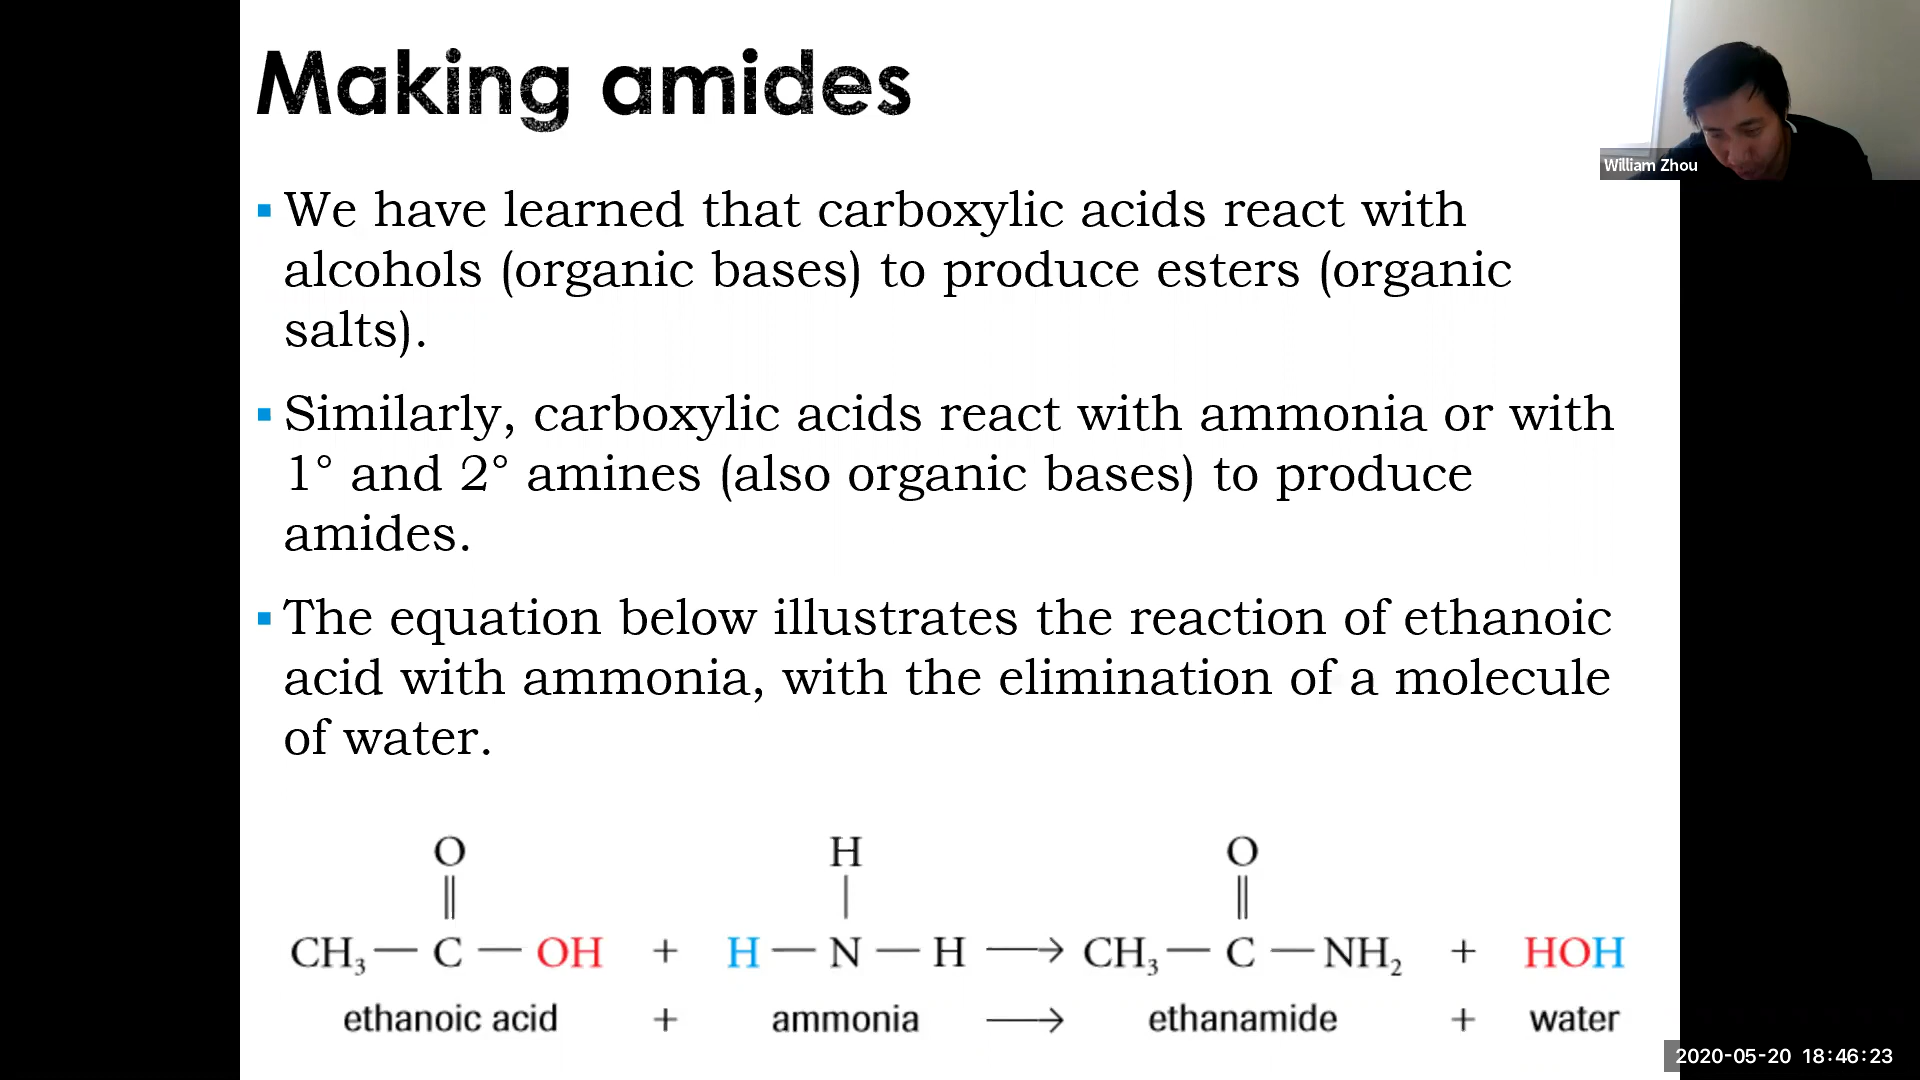 Making amides
William Zhou
▪ We have learned that carboxylic acids react with
alcohols (organic bases) to produce esters (organic
salts).
▪ Similarly, carboxylic acids react with ammonia or with
1° and 2° amines (also organic bases) to produce
amides.
▪ The equation below illustrates the reaction of ethanoic
acid with ammonia, with the elimination of a molecule
of water.
O H O
‖ | ‖
CH₃ — C — OH + H — N — H ⟶ CH₃ — C — NH₂ + HOH
ethanoic acid + ammonia ⟶ ethanamide + water
2020-05-20 18:46:23